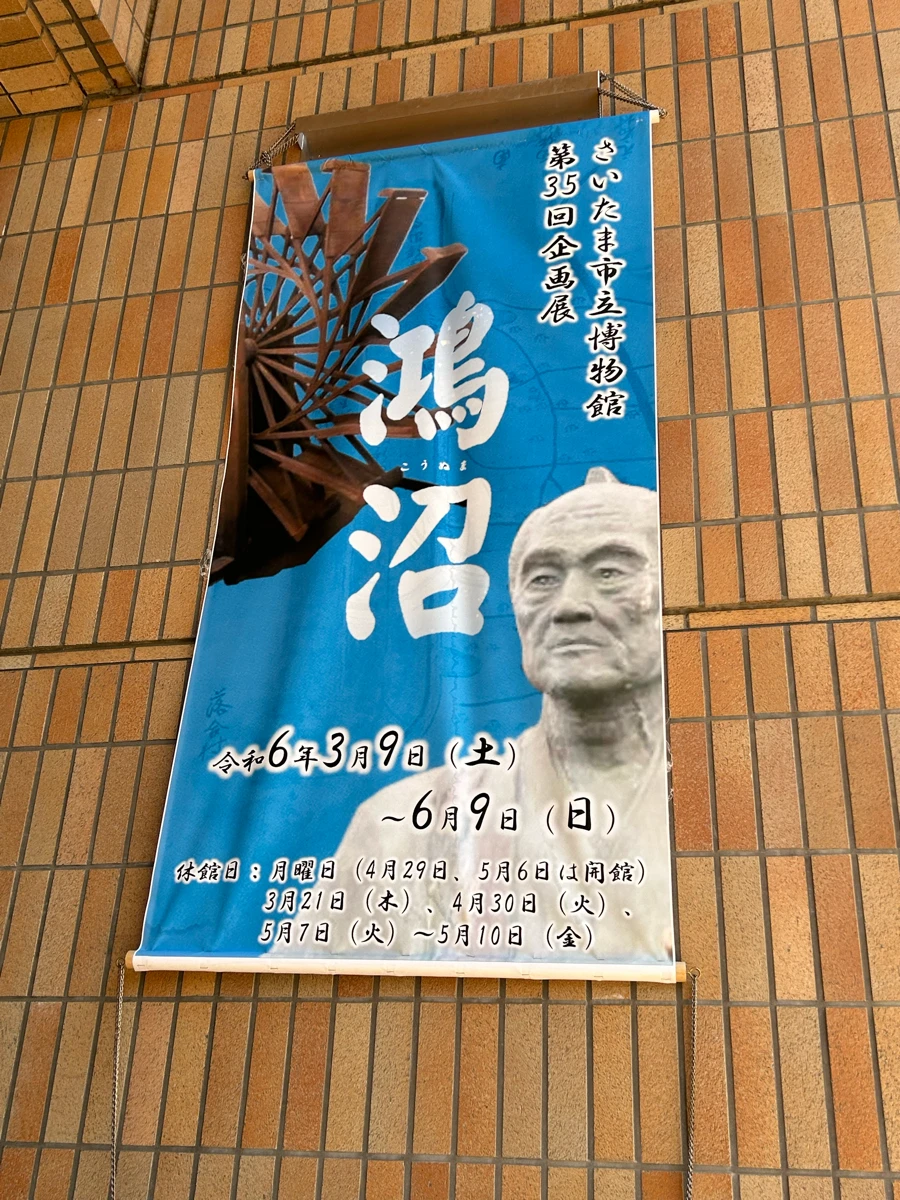 さいたま市立博物館
第35回企画展
鴻沼
こうぬま
令和6年3月9日（土）
～6月9日（日）
休館日：月曜日（4月29日、5月6日は開館）
3月21日（木）、4月30日（火）、
5月7日（火）～5月10日（金）